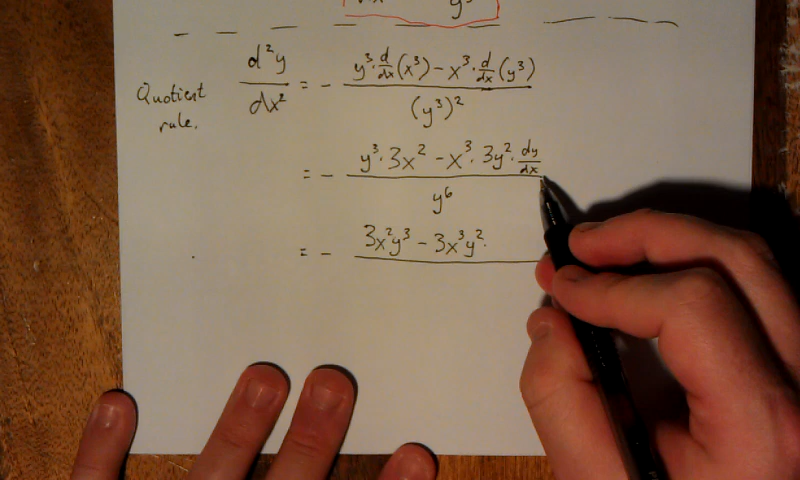 Quotient rule.
d²y/dx² = - (y³·d/dx(x³) - x³·d/dx(y³))/(y³)²
= - (y³·3x² - x³·3y²·dy/dx)/y⁶
= - 3x²y³ - 3x³y²·